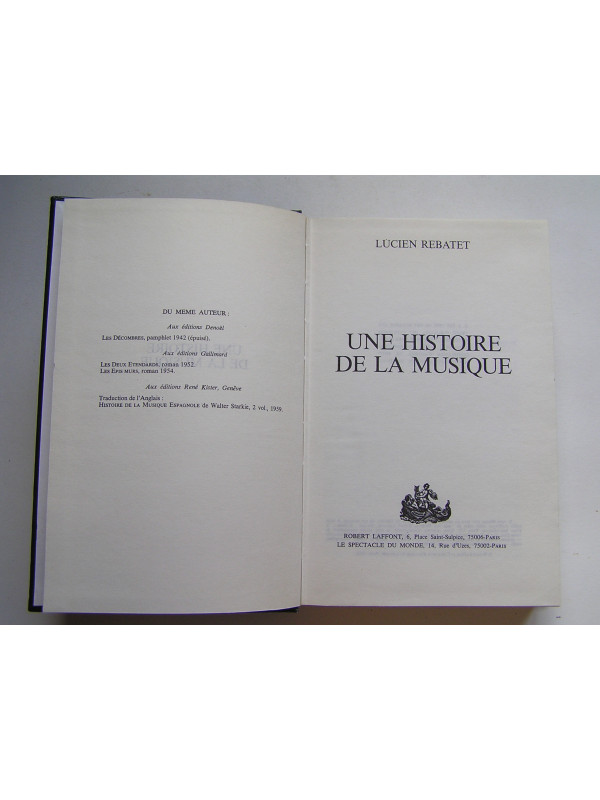 DU MEME AUTEUR :
Aux éditions Denoël
LES DÉCOMBRES, pamphlet 1942 (épuisé).
Aux éditions Gallimard
LES DEUX ETENDARDS, roman 1952.
LES EPIS MURS, roman 1954.
Aux éditions René Kister, Genève
Traduction de l'Anglais :
HISTOIRE DE LA MUSIQUE ESPAGNOLE de Walter Starkie, 2 vol., 1959.
LUCIEN REBATET
UNE HISTOIRE
DE LA MUSIQUE
ROBERT LAFFONT, 6, Place Saint-Sulpice, 75006-PARIS
LE SPECTACLE DU MONDE, 14, Rue d'Uzès, 75002-PARIS